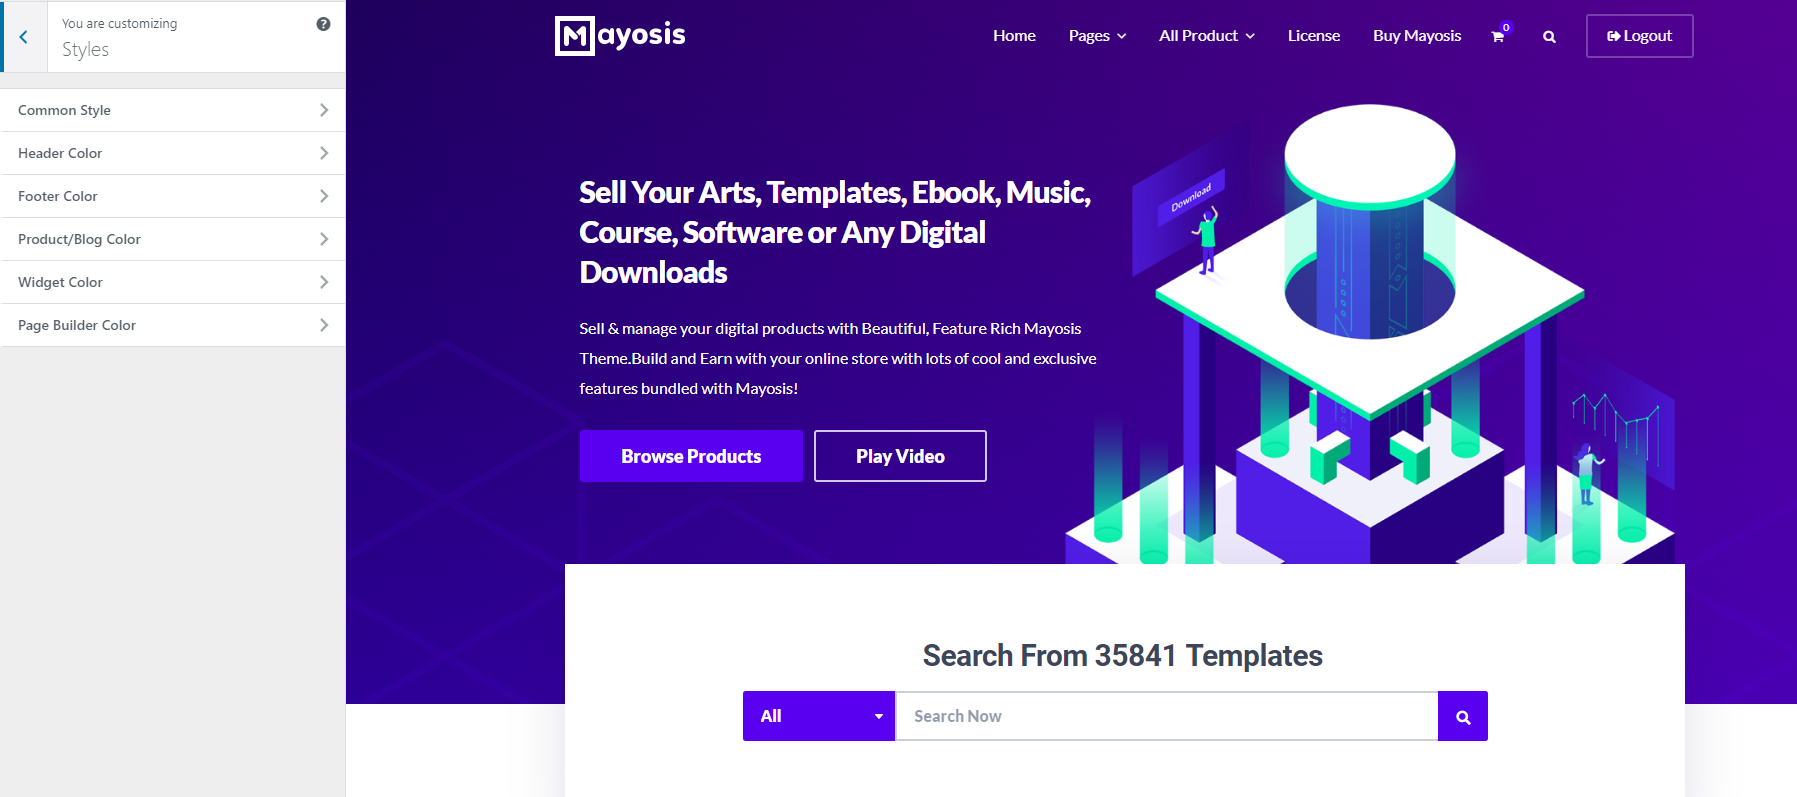 You are customizing
Styles
Common Style
Header Color
Footer Color
Product/Blog Color
Widget Color
Page Builder Color
Mayosis
Home Pages All Product License Buy Mayosis 0 Logout
Sell Your Arts, Templates, Ebook, Music,
Course, Software or Any Digital
Downloads
Download
Sell & manage your digital products with Beautiful, Feature Rich Mayosis
Theme.Build and Earn with your online store with lots of cool and exclusive
features bundled with Mayosis!
Browse Products Play Video
Search From 35841 Templates
All Search Now